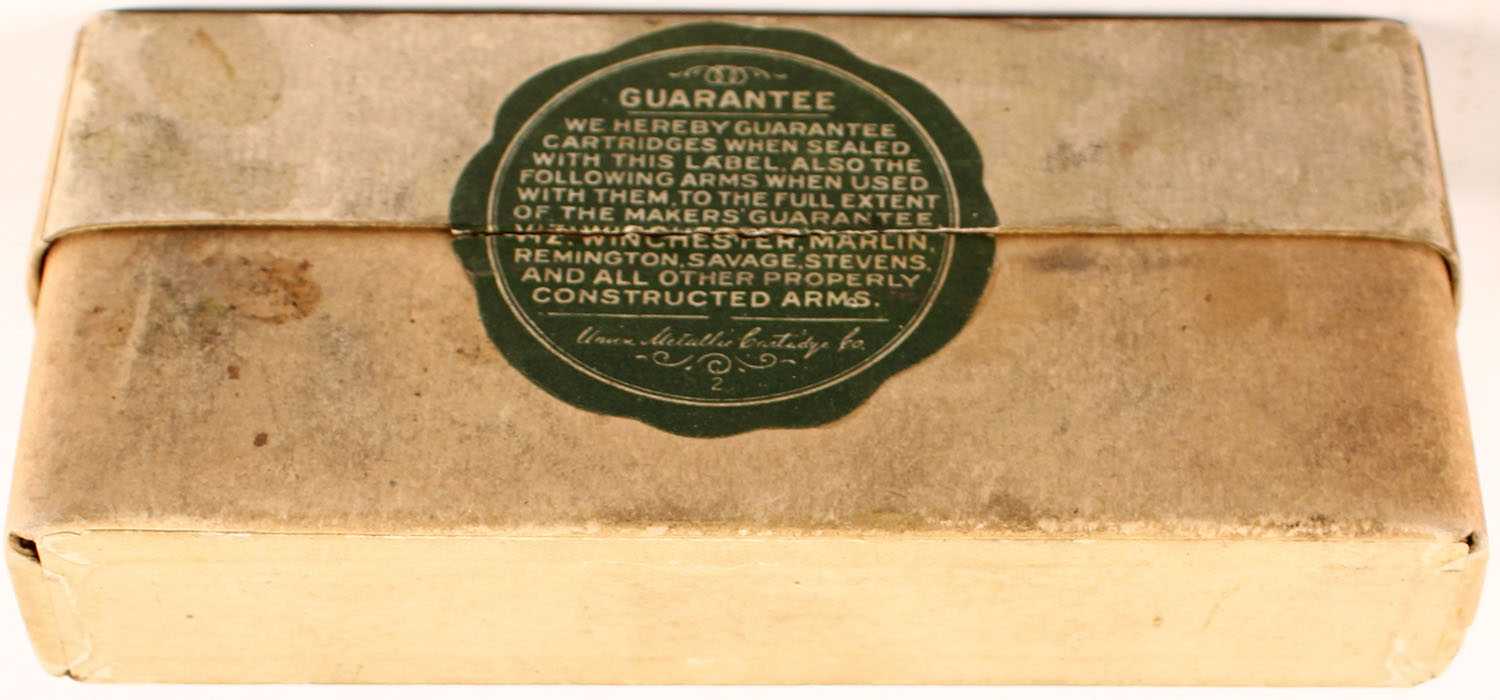 GUARANTEE
WE HEREBY GUARANTEE
CARTRIDGES WHEN SEALED
WITH THIS LABEL. ALSO THE
FOLLOWING ARMS WHEN USED
WITH THEM, TO THE FULL EXTENT
OF THE MAKERS' GUARANTEE
VIZ. WINCHESTER, MARLIN,
REMINGTON, SAVAGE, STEVENS,
AND ALL OTHER PROPERLY
CONSTRUCTED ARMS.
Union Metallic Cartridge Co.
2